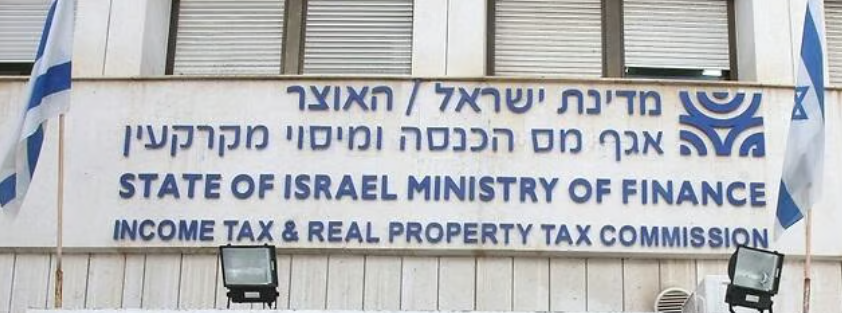 מדינת ישראל / האוצר
אגף מס הכנסה ומיסוי מקרקעין
STATE OF ISRAEL MINISTRY OF FINANCE
INCOME TAX & REAL PROPERTY TAX COMMISSION